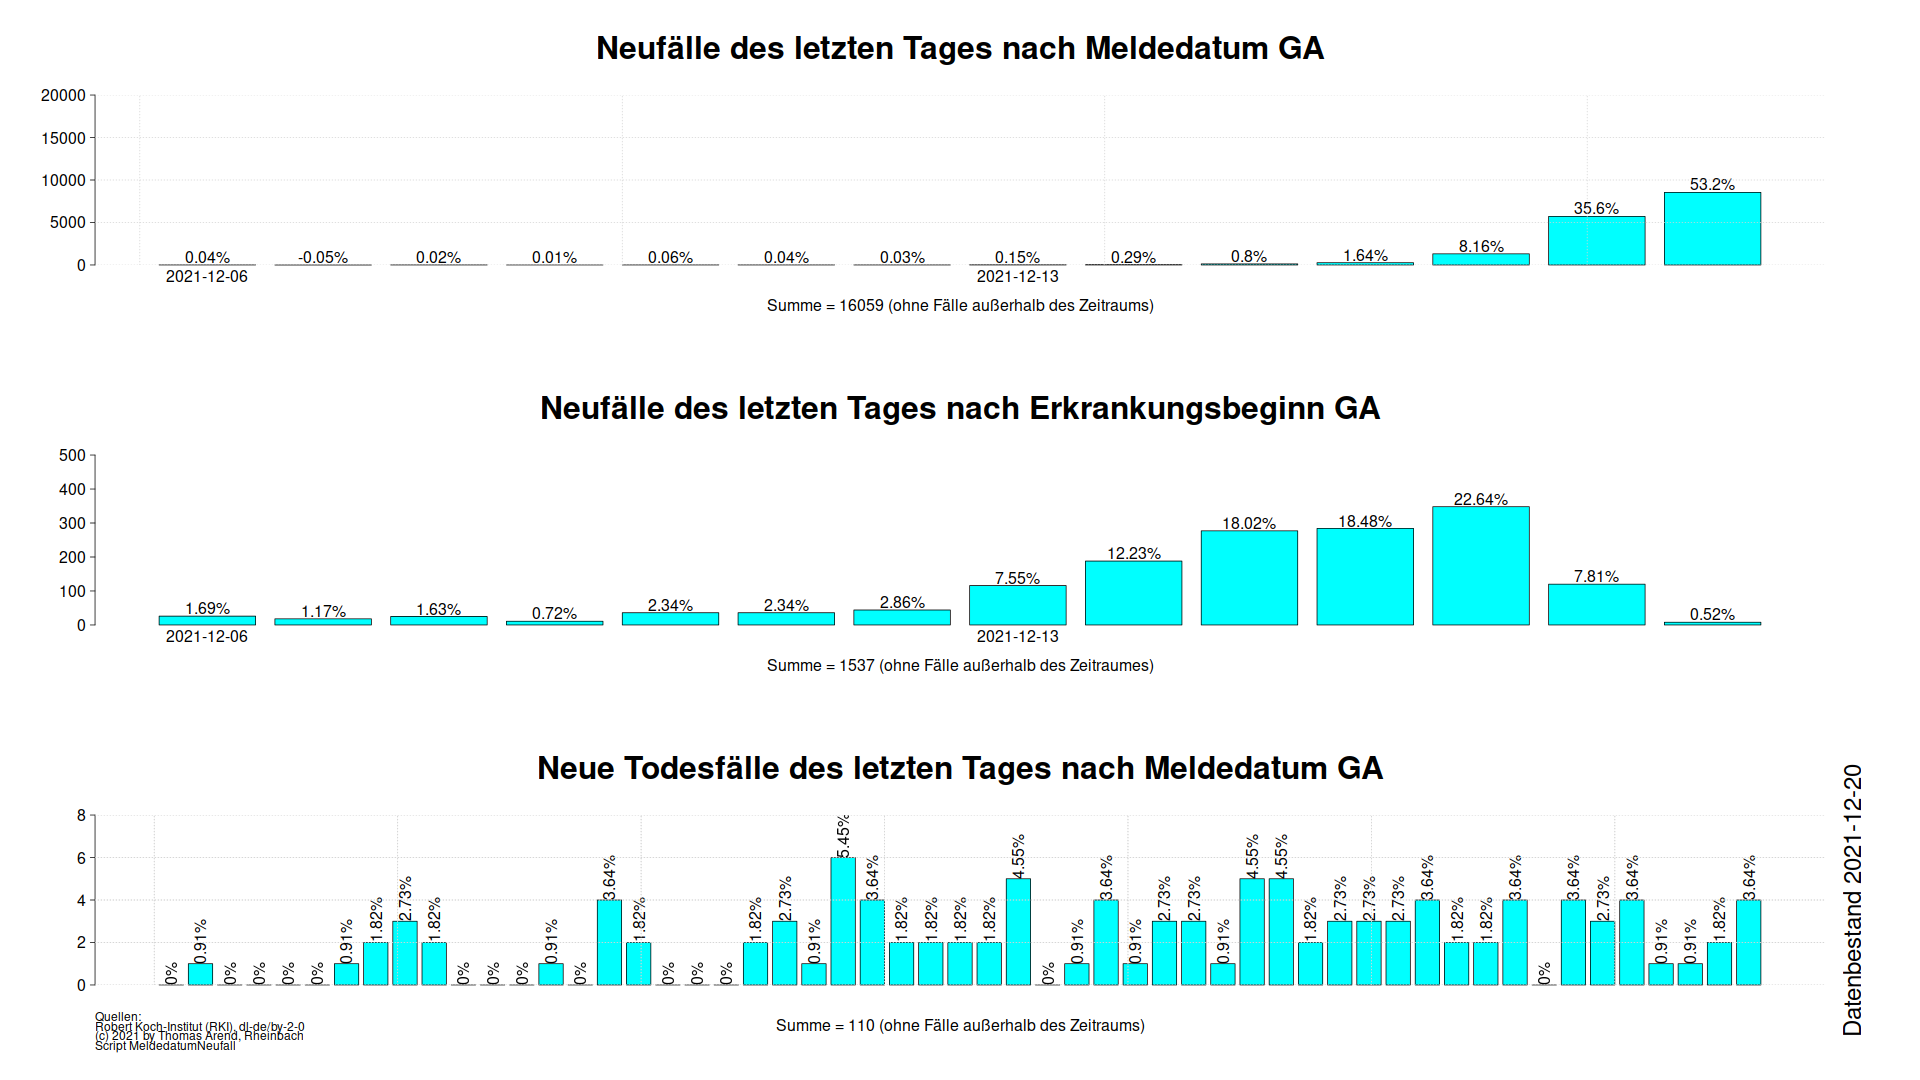 Neufälle des letzten Tages nach Meldedatum GA
20000
15000
10000
5000
0
0.04% -0.05% 0.02% 0.01% 0.06% 0.04% 0.03% 0.15% 0.29% 0.8% 1.64% 8.16% 35.6% 53.2%
2021-12-06 2021-12-13
Summe = 16059 (ohne Fälle außerhalb des Zeitraums)
Neufälle des letzten Tages nach Erkrankungsbeginn GA
500
400
300
200
100
0
1.69% 1.17% 1.63% 0.72% 2.34% 2.34% 2.86% 7.55% 12.23% 18.02% 18.48% 22.64% 7.81% 0.52%
2021-12-06 2021-12-13
Summe = 1537 (ohne Fälle außerhalb des Zeitraumes)
Neue Todesfälle des letzten Tages nach Meldedatum GA
8
6
4
2
0
0% 0.91% 0% 0% 0% 0% 0.91% 1.82% 2.73% 1.82% 0% 0% 0% 0.91% 0% 3.64% 1.82% 0% 0% 0% 1.82% 2.73% 0.91% 5.45% 3.64% 1.82% 1.82% 1.82% 1.82% 4.55% 0% 0.91% 3.64% 0.91% 2.73% 2.73% 0.91% 4.55% 4.55% 1.82% 2.73% 2.73% 2.73% 3.64% 1.82% 1.82% 3.64% 0% 3.64% 2.73% 3.64% 0.91% 0.91% 1.82% 3.64%
Summe = 110 (ohne Fälle außerhalb des Zeitraums)
Quellen:
Robert Koch-Institut (RKI), dl-de/by-2-0
(c) 2021 by Thomas Arend, Rheinbach
Script MeldedatumNeufall
Datenbestand 2021-12-20